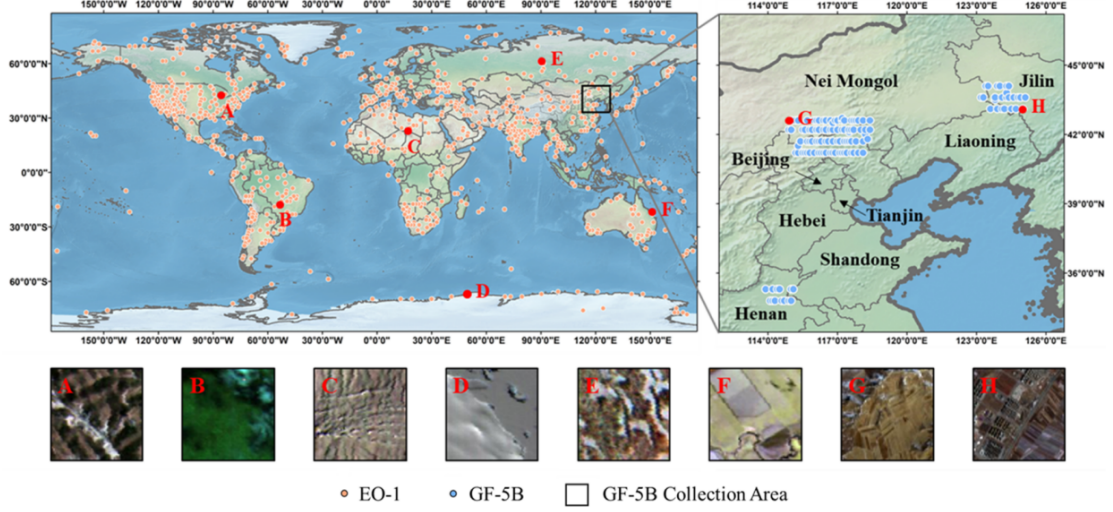 150°0'0"W 120°0'0"W 90°0'0"W 60°0'0"W 30°0'0"W 0°0'0" 30°0'0"E 60°0'0"E 90°0'0"E 120°0'0"E 150°0'0"E
114°0'0"E 117°0'0"E 120°0'0"E 123°0'0"E 126°0'0"E
60°0'0"N
30°0'0"N
0°0'0"
30°0'0"S
60°0'0"S
A
B
C
D
E
F
150°0'0"W 120°0'0"W 90°0'0"W 60°0'0"W 30°0'0"W 0°0'0" 30°0'0"E 60°0'0"E 90°0'0"E 120°0'0"E 150°0'0"E
Nei Mongol
Jilin
G
H
Liaoning
Beijing
Tianjin
Hebei
Shandong
Henan
45°0'0"N
42°0'0"N
39°0'0"N
36°0'0"N
114°0'0"E 117°0'0"E 120°0'0"E 123°0'0"E 126°0'0"E
A B C D E F G H
EO-1 GF-5B GF-5B Collection Area